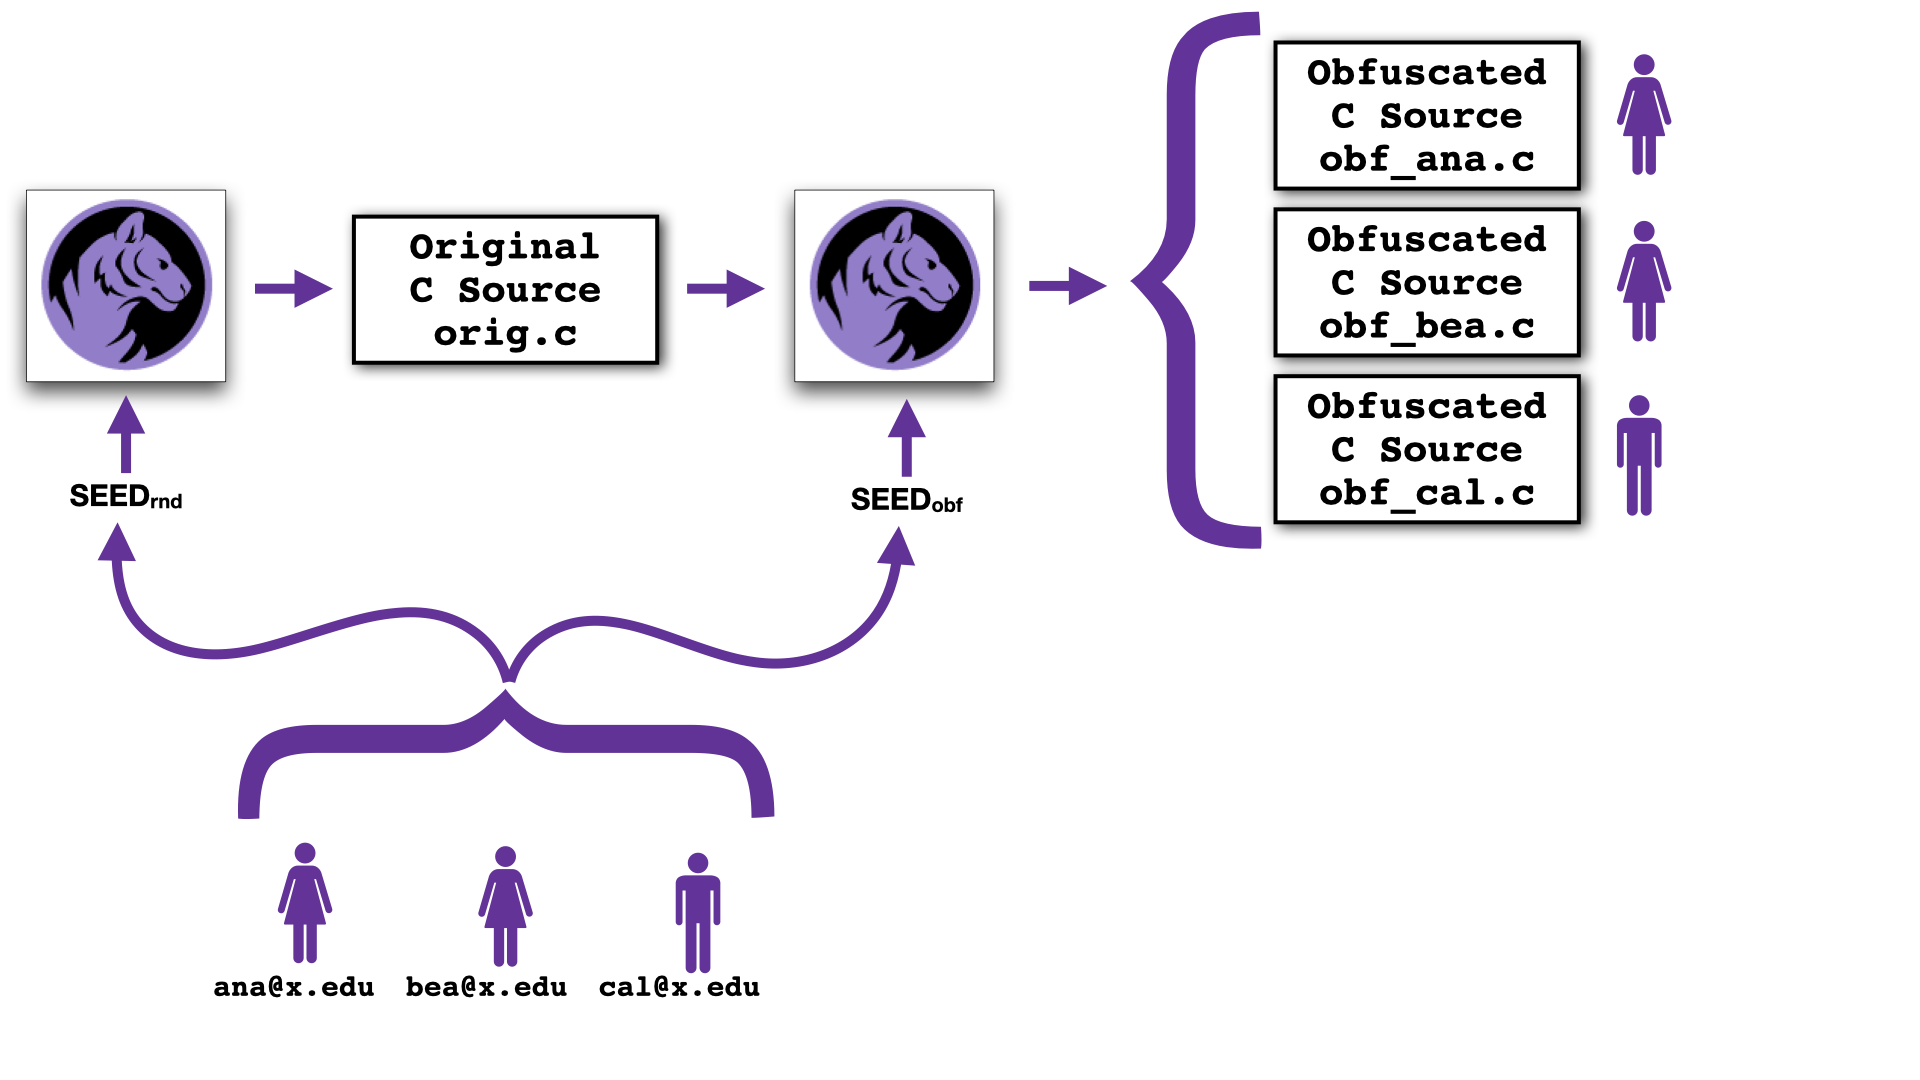 Original
C Source
orig.c
Obfuscated
C Source
obf_ana.c
Obfuscated
C Source
obf_bea.c
Obfuscated
C Source
obf_cal.c
SEEDrnd
SEEDobf
ana@x.edu
bea@x.edu
cal@x.edu